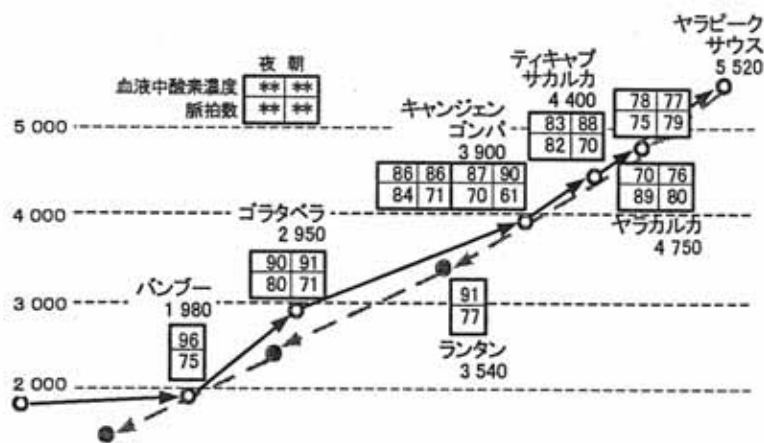 ヤラピーク
サウス
5 520
夜 朝
血液中酸素濃度 ** **
脈拍数 ** **
ティキャプ
サカルカ
4 400
83 88
82 70
78 77
75 79
5 000
キャンジェン
ゴンパ
3 900
86 86 87 90
84 71 70 61
70 76
89 80
ヤラカルカ
4 750
4 000
ゴラタベラ
2 950
90 91
80 71
3 000
バンブー
1 980
96
75
91
77
ランタン
3 540
2 000